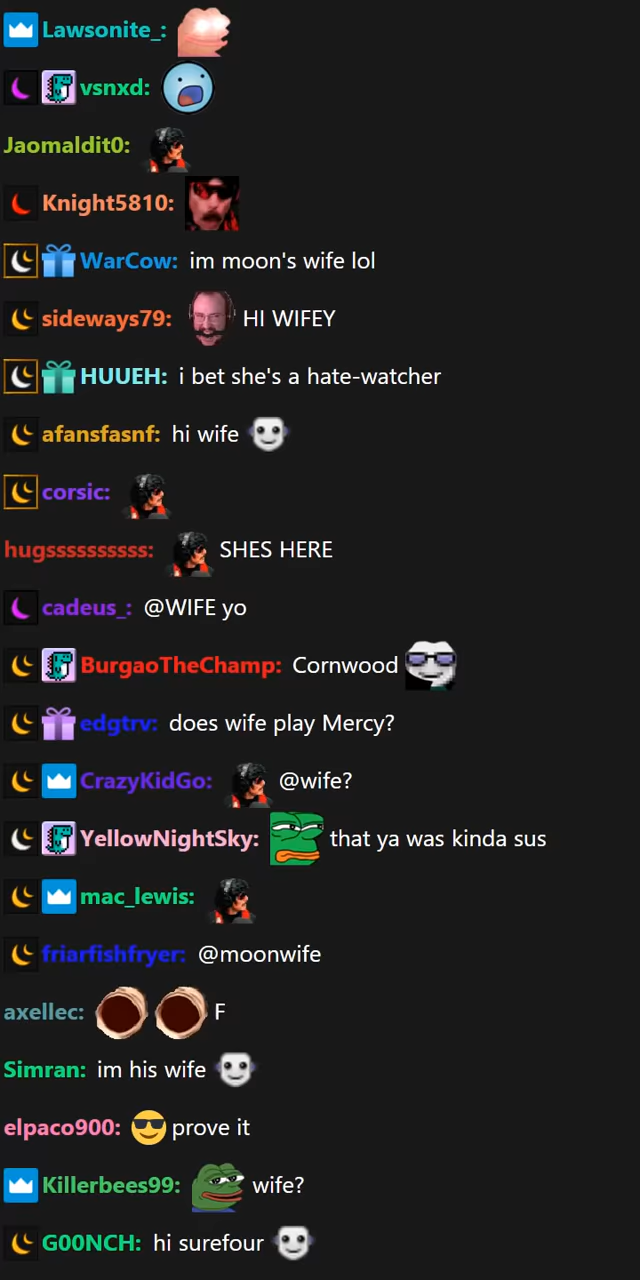 Lawsonite_:
vsnxd:
Jaomaldit0:
Knight5810:
WarCow: im moon's wife lol
sideways79: HI WIFEY
HUUEH: i bet she's a hate-watcher
afansfasnf: hi wife
corsic:
hugssssssssss: SHES HERE
cadeus_: @WIFE yo
BurgaoTheChamp: Cornwood
edgtrv: does wife play Mercy?
CrazyKidGo: @wife?
YellowNightSky: that ya was kinda sus
mac_lewis:
friarfishfryer: @moonwife
axellec: F
Simran: im his wife
elpaco900: prove it
Killerbees99: wife?
G00NCH: hi surefour